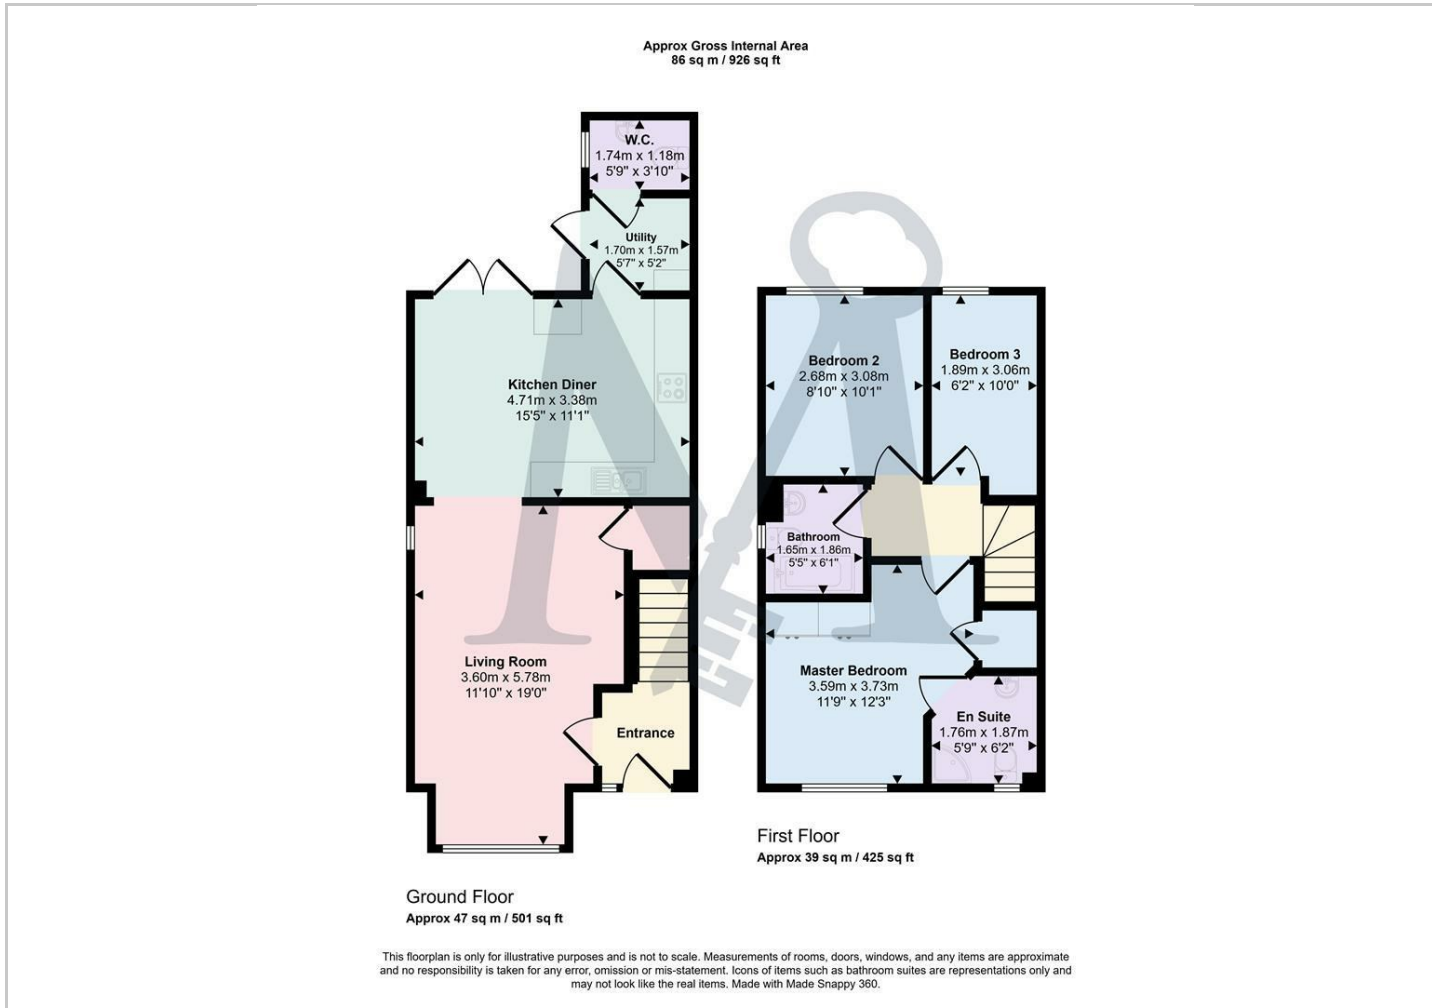 Approx Gross Internal Area
86 sq m / 926 sq ft
W.C.
1.74m x 1.18m
5'9" x 3'10"
Utility
1.70m x 1.57m
5'7" x 5'2"
Kitchen Diner
4.71m x 3.38m
15'5" x 11'1"
Living Room
3.60m x 5.78m
11'10" x 19'0"
Entrance
Ground Floor
Approx 47 sq m / 501 sq ft
Bedroom 2
2.68m x 3.08m
8'10" x 10'1"
Bedroom 3
1.89m x 3.06m
6'2" x 10'0"
Bathroom
1.65m x 1.86m
5'5" x 6'1"
Master Bedroom
3.59m x 3.73m
11'9" x 12'3"
En Suite
1.76m x 1.87m
5'9" x 6'2"
First Floor
Approx 39 sq m / 425 sq ft
This floorplan is only for illustrative purposes and is not to scale. Measurements of rooms, doors, windows, and any items are approximate
and no responsibility is taken for any error, omission or mis-statement. Icons of items such as bathroom suites are representations only and
may not look like the real items. Made with Made Snappy 360.